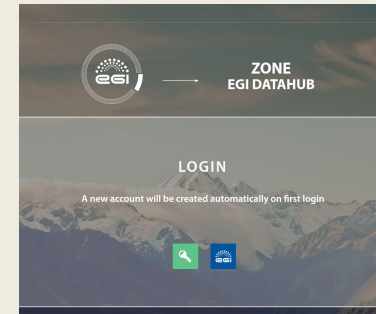 egi
ZONE
EGI DATAHUB
LOGIN
A new account will be created automatically on first login
egi